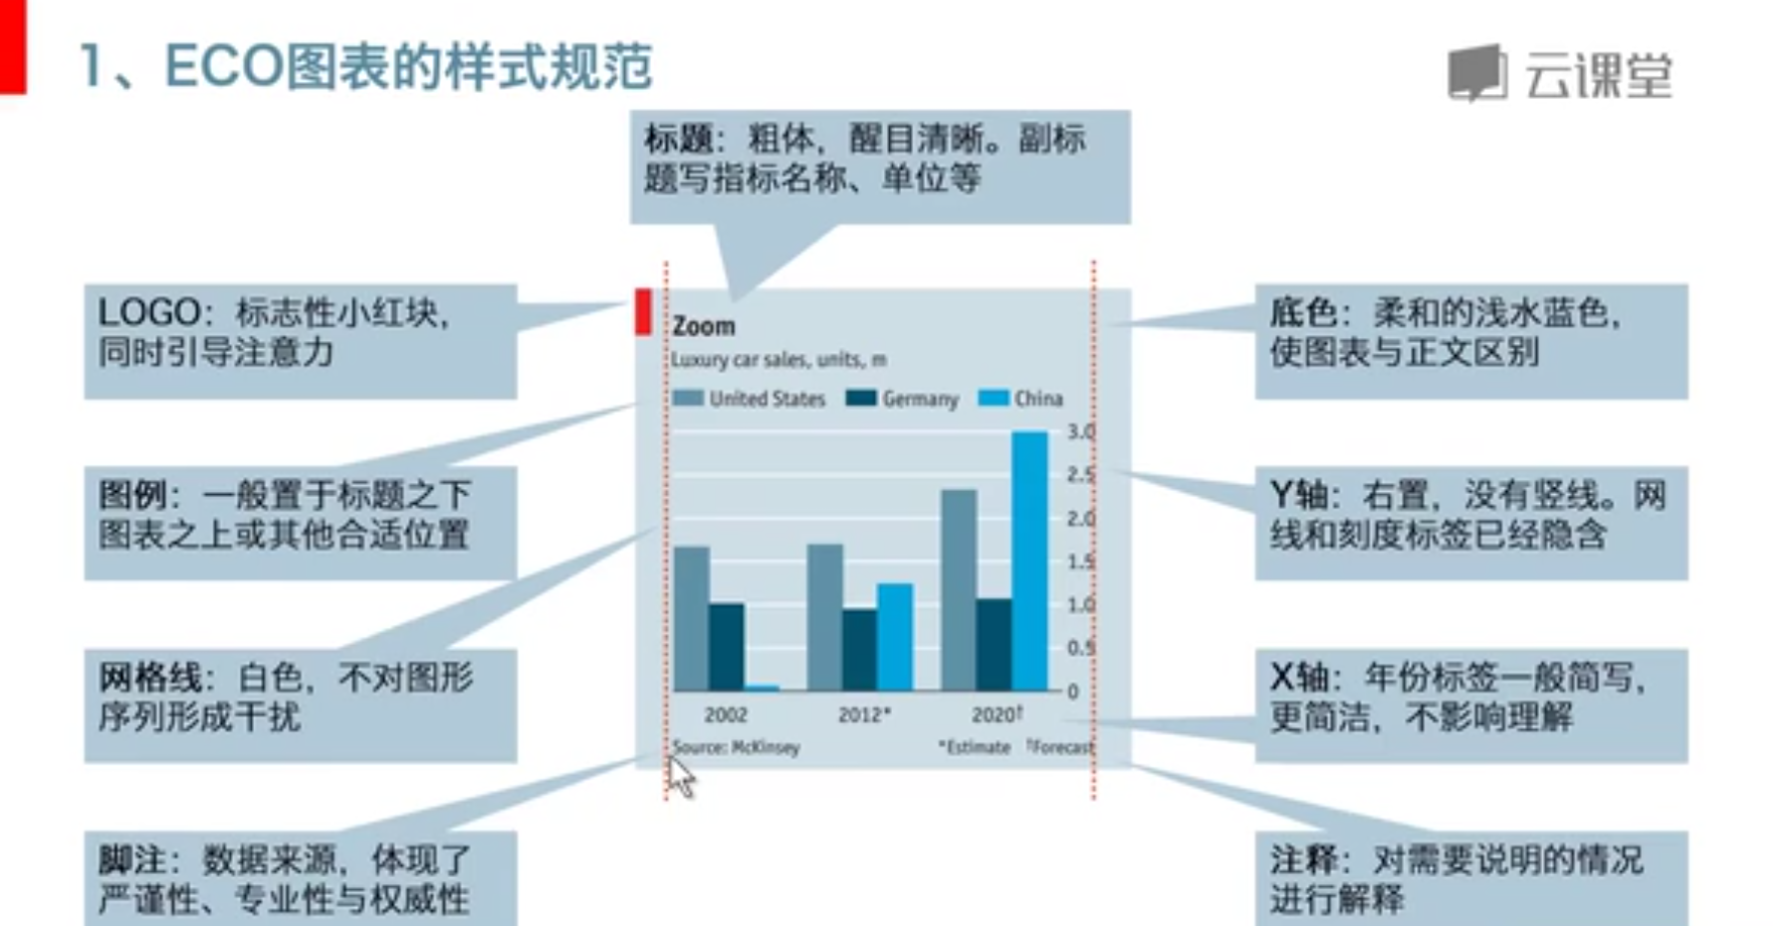 1、ECO图表的样式规范
云课堂
标题：粗体，醒目清晰。副标
题写指标名称、单位等
LOGO：标志性小红块，
同时引导注意力
图例：一般置于标题之下
图表之上或其他合适位置
网格线：白色，不对图形
序列形成干扰
脚注：数据来源，体现了
严谨性、专业性与权威性
Zoom
Luxury car sales, units, m
United States Germany China
3.0
2.5
2.0
1.5
1.0
0.5
0
2002 2012* 2020†
Source: McKinsey *Estimate †Forecast
底色：柔和的浅水蓝色，
使图表与正文区别
Y轴：右置，没有竖线。网
线和刻度标签已经隐含
X轴：年份标签一般简写，
更简洁，不影响理解
注释：对需要说明的情况
进行解释